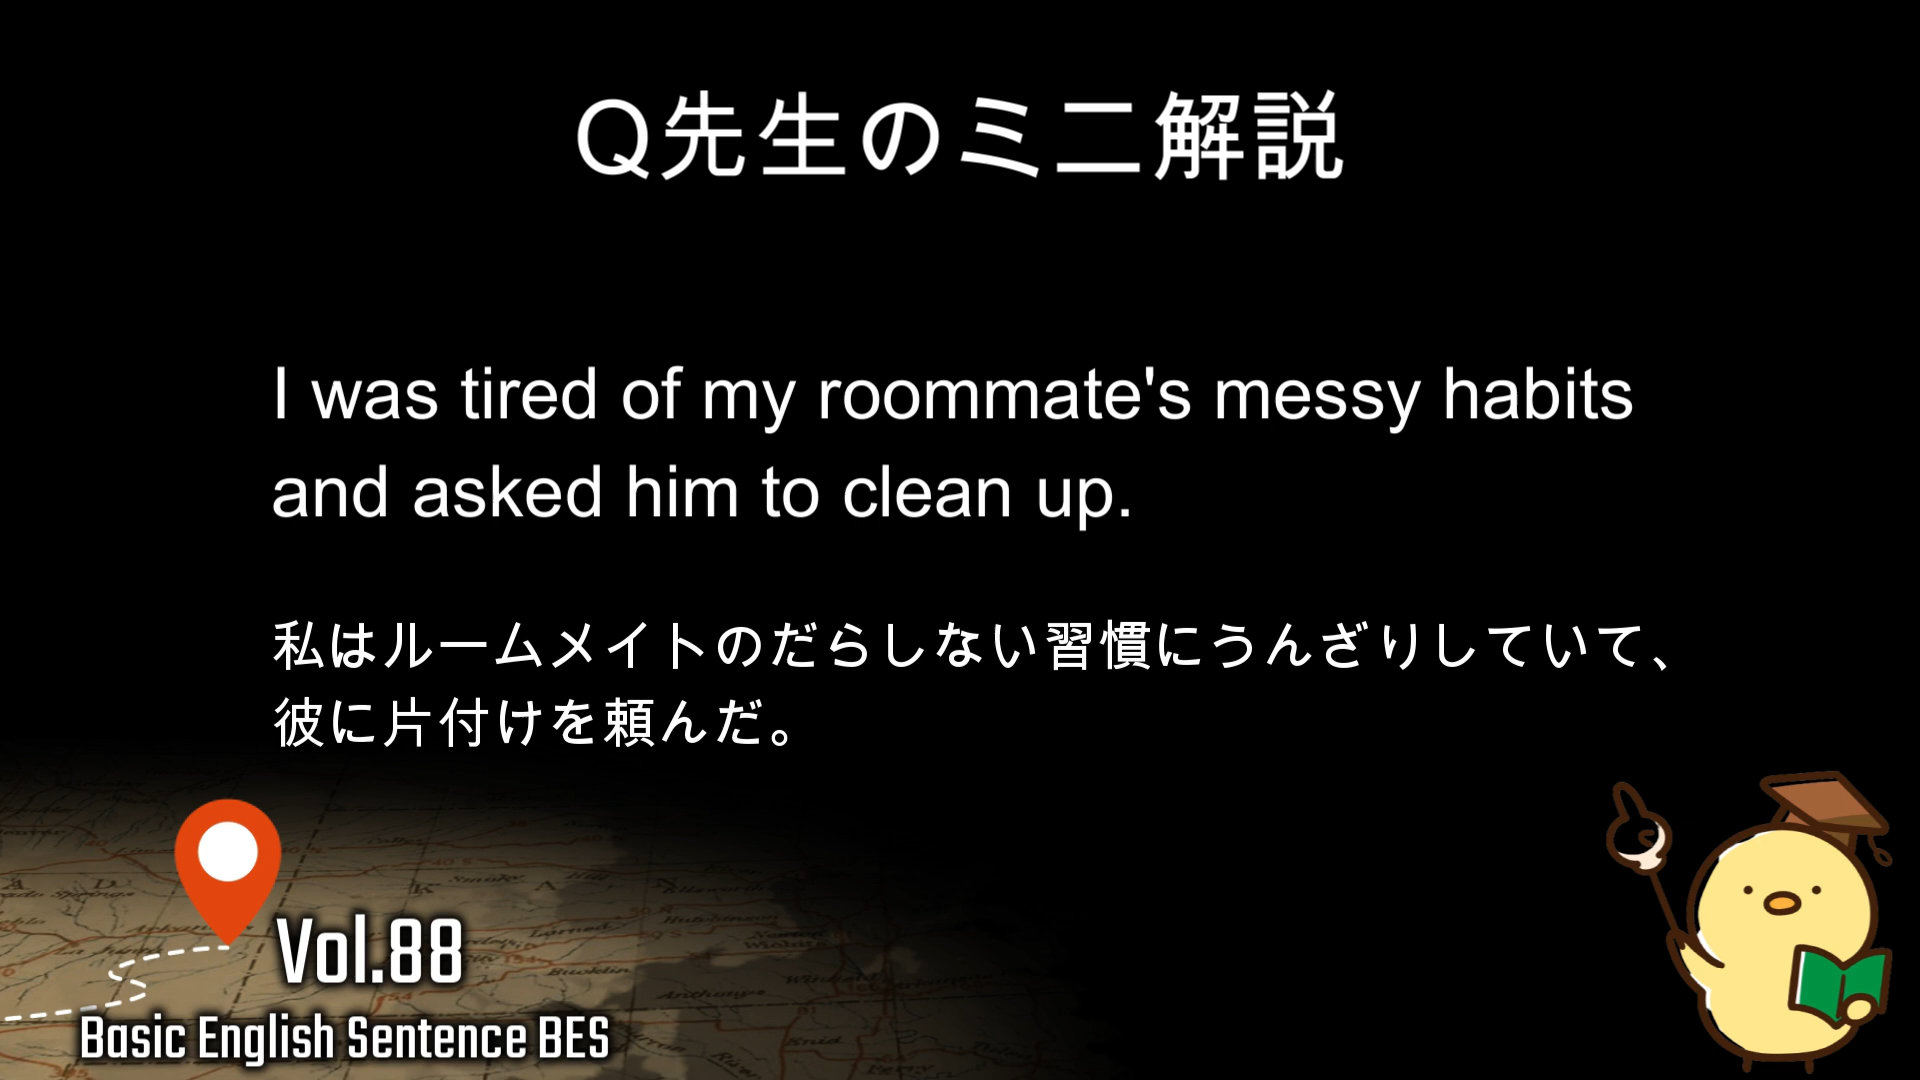 Q先生のミニ解説
I was tired of my roommate's messy habits
and asked him to clean up.
私はルームメイトのだらしない習慣にうんざりしていて、
彼に片付けを頼んだ。
Vol.88
Basic English Sentence BES